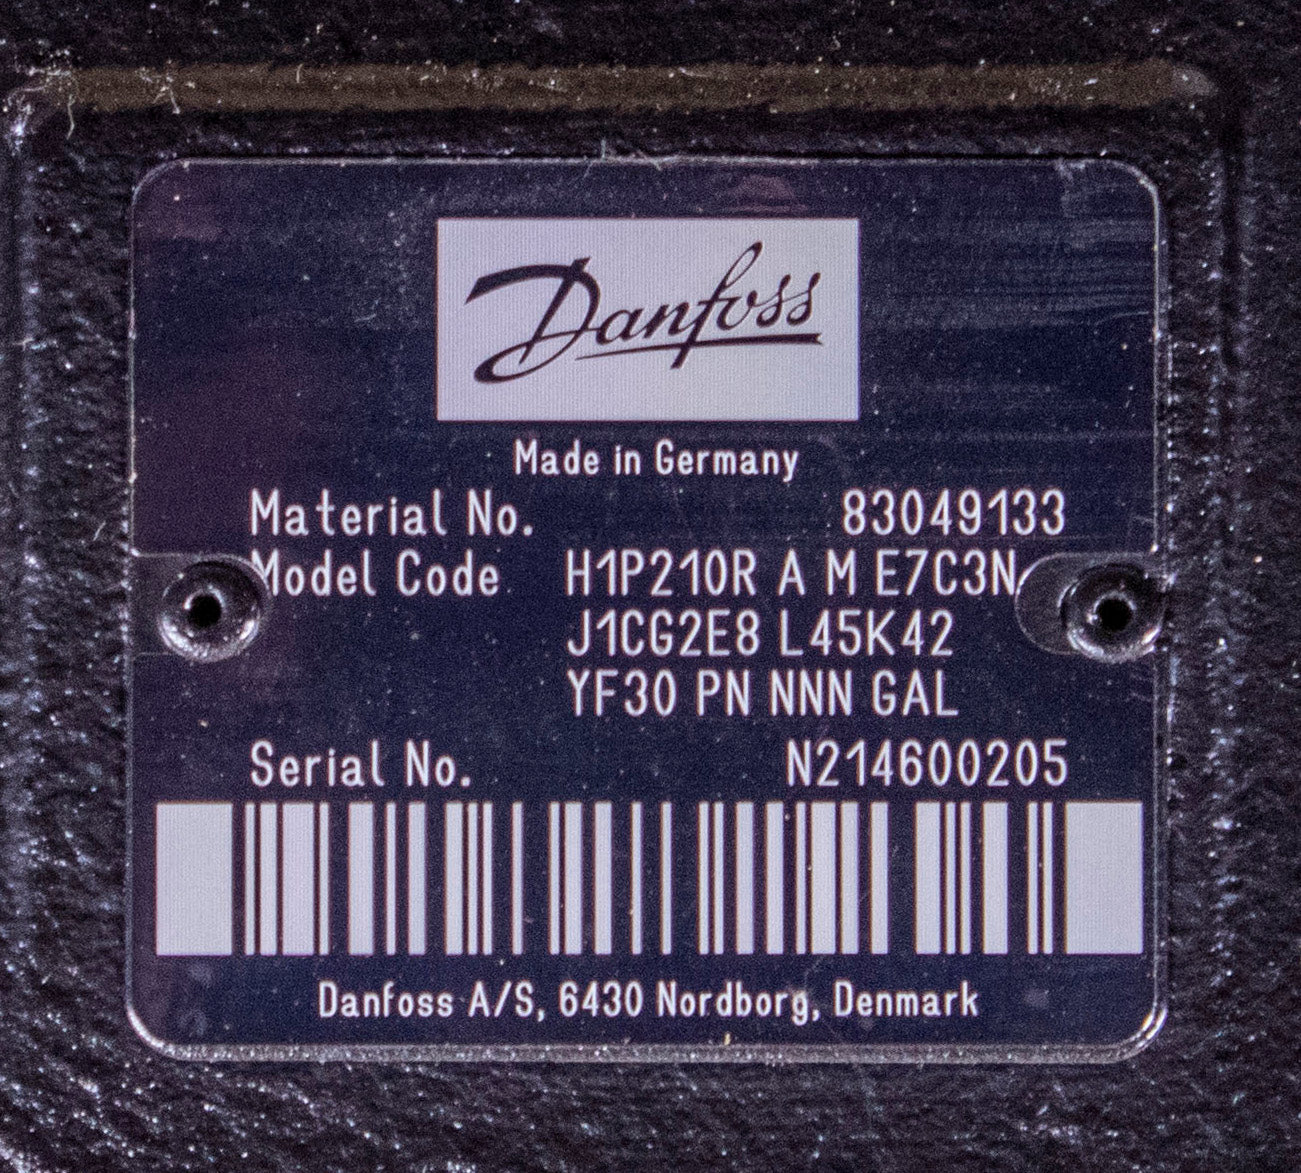 Danfoss
Made in Germany
Material No. 83049133
Model Code H1P210R A M E7C3N
J1CG2E8 L45K42
YF30 PN NNN GAL
Serial No. N214600205
Danfoss A/S, 6430 Nordborg, Denmark